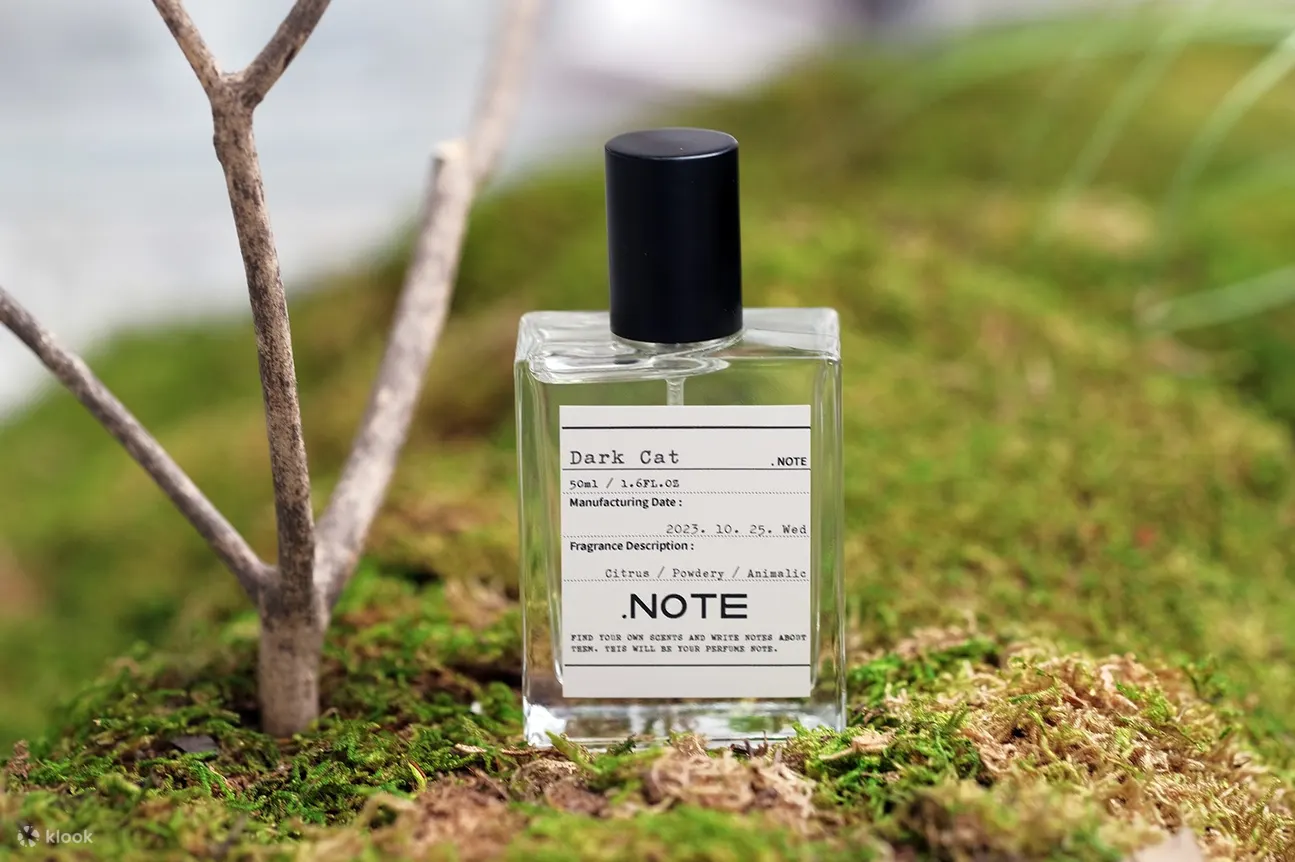 Dark Cat .NOTE
50ml / 1.6FL.OZ
Manufacturing Date :
2023. 10. 25. Wed
Fragrance Description :
Citrus / Powdery / Animalic
.NOTE
FIND YOUR OWN SCENTS AND WRITE NOTES ABOUT
THEM. THIS WILL BE YOUR PERFUME NOTE.
klook